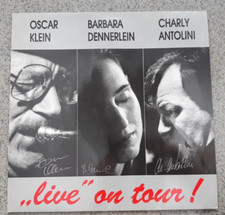 OSCAR BARBARA CHARLY
KLEIN DENNERLEIN ANTOLINI
„live" on tour!